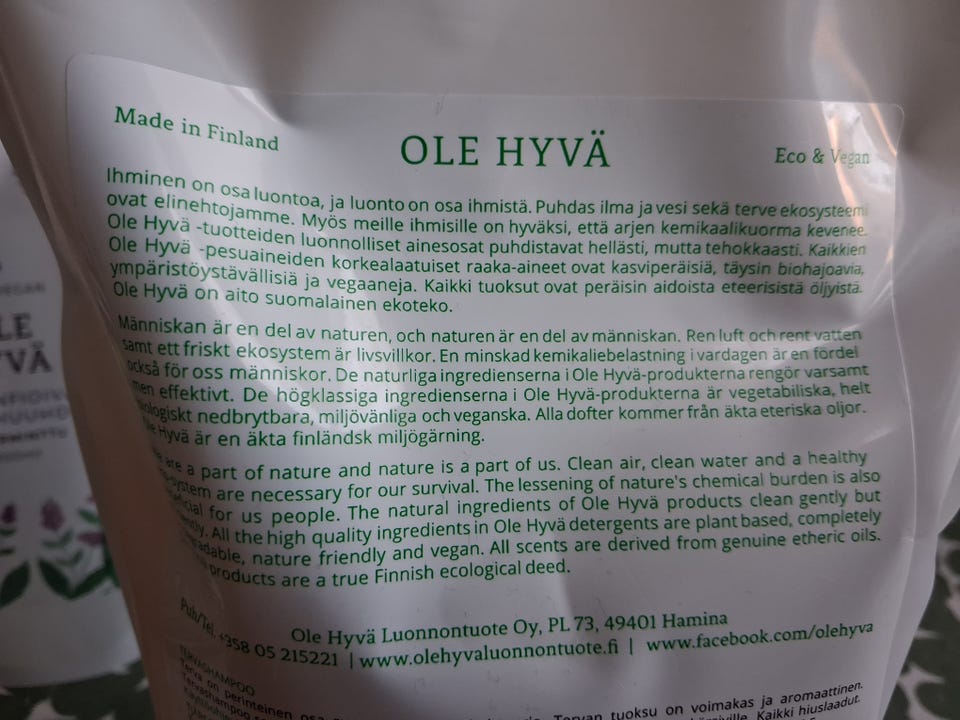 Made in Finland
OLE HYVÄ
Eco & Vegan
Ihminen on osa luontoa, ja luonto on osa ihmistä. Puhdas ilma ja vesi sekä terve ekosysteemi
ovat elinehtojamme. Myös meille ihmisille on hyväksi, että arjen kemikaalikuorma kevenee.
Ole Hyvä -tuotteiden luonnolliset ainesosat puhdistavat hellästi, mutta tehokkaasti. Kaikkien
Ole Hyvä -pesuaineiden korkealaatuiset raaka-aineet ovat kasviperäisiä, täysin biohajoavia,
ympäristöystävällisiä ja vegaaneja. Kaikki tuoksut ovat peräisin aidoista eteerisistä öljyistä.
Ole Hyvä on aito suomalainen ekoteko.
Människan är en del av naturen, och naturen är en del av människan. Ren luft och rent vatten
samt ett friskt ekosystem är livsvillkor. En minskad kemikaliebelastning i vardagen är en fördel
också för oss människor. De naturliga ingredienserna i Ole Hyvä-produkterna rengör varsamt
men effektivt. De högklassiga ingredienserna i Ole Hyvä-produkterna är vegetabiliska, helt
biologiskt nedbrytbara, miljövänliga och veganska. Alla dofter kommer från äkta eteriska oljor.
Ole Hyvä är en äkta finländsk miljögärning.
We are a part of nature and nature is a part of us. Clean air, clean water and a healthy
are necessary for our survival. The lessening of nature's chemical burden is also
for us people. The natural ingredients of Ole Hyvä products clean gently but
All the high quality ingredients in Ole Hyvä detergents are plant based, completely
nature friendly and vegan. All scents are derived from genuine etheric oils.
products are a true Finnish ecological deed.
Ole Hyvä Luonnontuote Oy, PL 73, 49401 Hamina
Puh/Tel. +358 05 215221 | www.olehyvaluonnontuote.fi | www.facebook.com/olehyva
TERVASHAMPOO
Terva on perinteinen osa Tervan tuoksu on voimakas ja aromaattinen.
Tervashampoo Kaikki hiuslaadut.